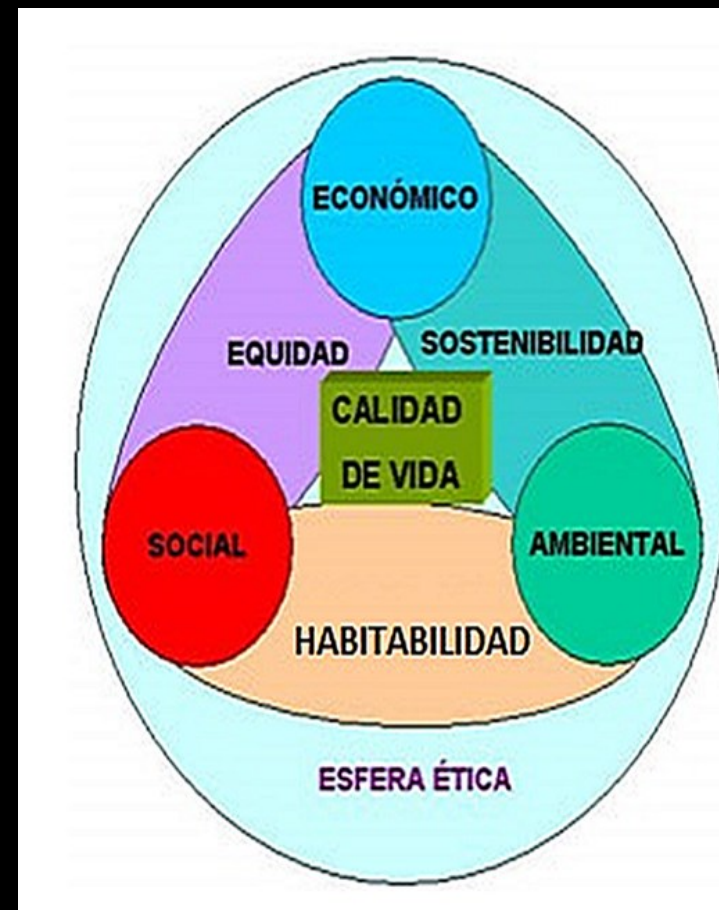 ECONÓMICO
EQUIDAD
SOSTENIBILIDAD
CALIDAD
DE VIDA
SOCIAL
AMBIENTAL
HABITABILIDAD
ESFERA ÉTICA